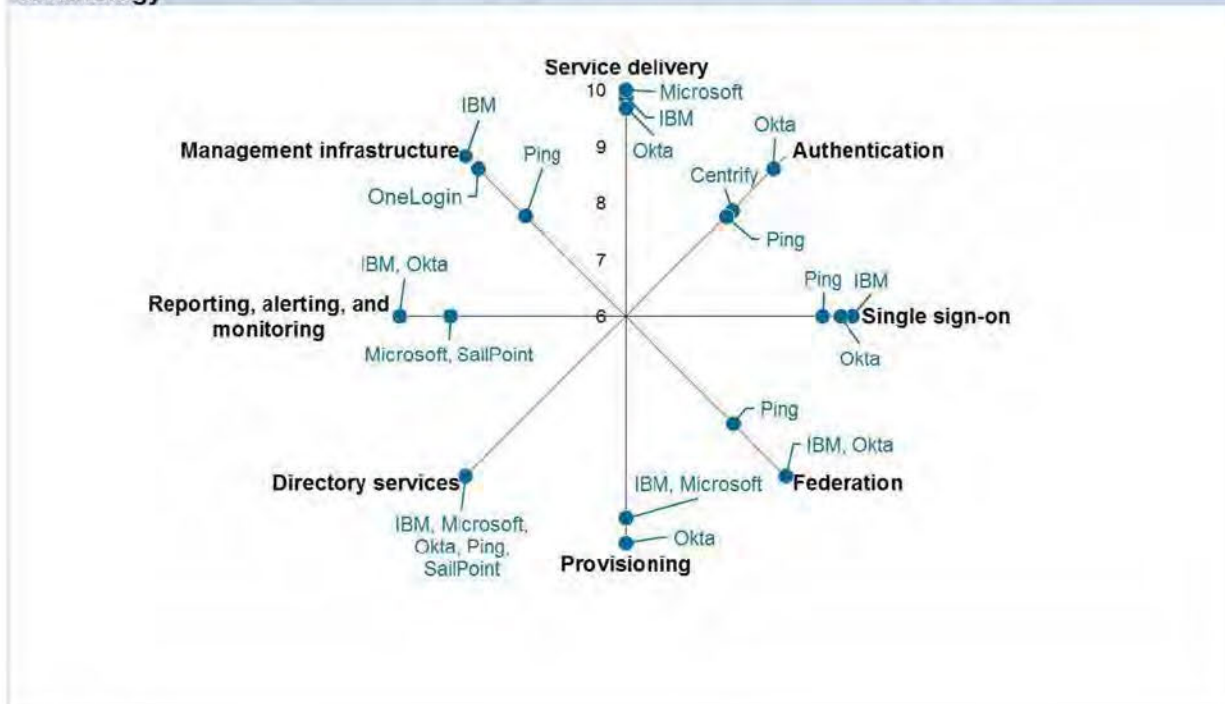 Service delivery
10
Microsoft
IBM
IBM
Okta
Management infrastructure
Ping
9
Okta
Authentication
Centrify
OneLogin
8
Ping
7
IBM, Okta
Ping IBM
Reporting, alerting, and
monitoring
6
Single sign-on
Microsoft, SailPoint
Okta
Ping
IBM, Okta
Directory services
IBM, Microsoft
Federation
IBM, Microsoft,
Okta, Ping,
SailPoint
Okta
Provisioning